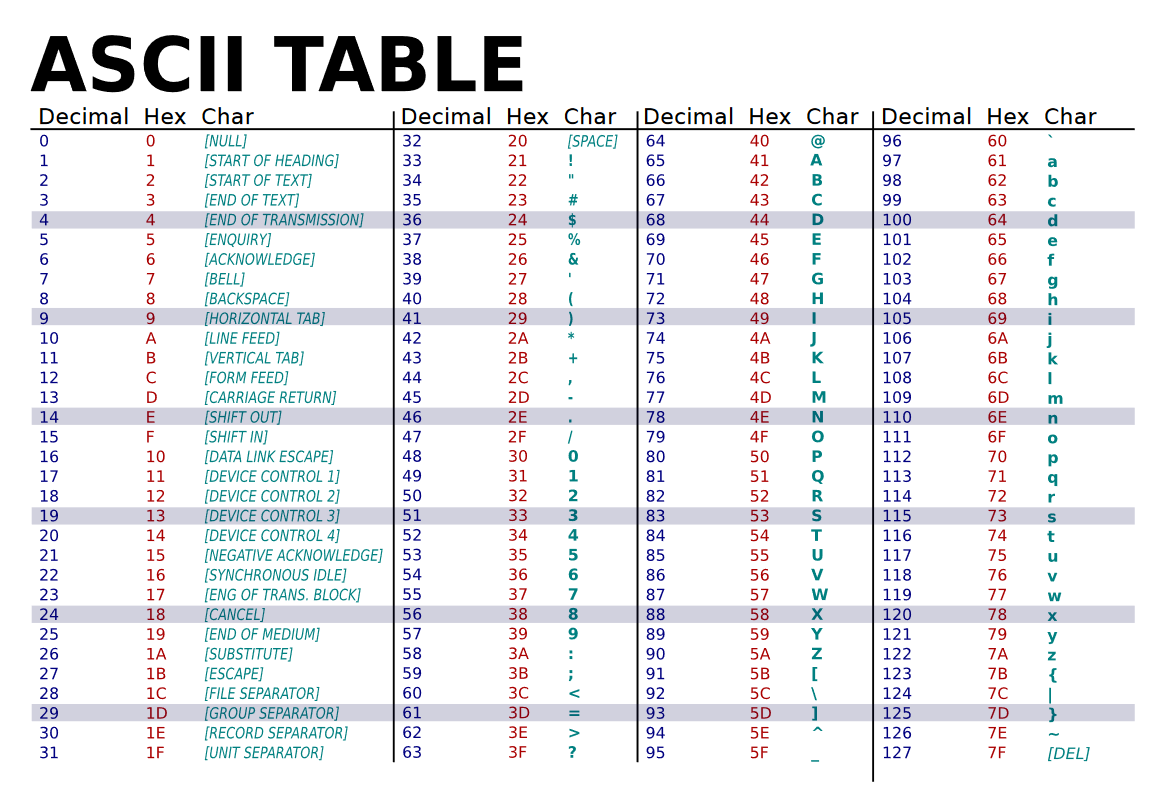 ASCII TABLE
Decimal Hex Char Decimal Hex Char Decimal Hex Char Decimal Hex Char
0 0 [NULL] 32 20 [SPACE] 64 40 @ 96 60 `
1 1 [START OF HEADING] 33 21 ! 65 41 A 97 61 a
2 2 [START OF TEXT] 34 22 " 66 42 B 98 62 b
3 3 [END OF TEXT] 35 23 # 67 43 C 99 63 c
4 4 [END OF TRANSMISSION] 36 24 $ 68 44 D 100 64 d
5 5 [ENQUIRY] 37 25 % 69 45 E 101 65 e
6 6 [ACKNOWLEDGE] 38 26 & 70 46 F 102 66 f
7 7 [BELL] 39 27 ' 71 47 G 103 67 g
8 8 [BACKSPACE] 40 28 ( 72 48 H 104 68 h
9 9 [HORIZONTAL TAB] 41 29 ) 73 49 I 105 69 i
10 A [LINE FEED] 42 2A * 74 4A J 106 6A j
11 B [VERTICAL TAB] 43 2B + 75 4B K 107 6B k
12 C [FORM FEED] 44 2C , 76 4C L 108 6C l
13 D [CARRIAGE RETURN] 45 2D - 77 4D M 109 6D m
14 E [SHIFT OUT] 46 2E . 78 4E N 110 6E n
15 F [SHIFT IN] 47 2F / 79 4F O 111 6F o
16 10 [DATA LINK ESCAPE] 48 30 0 80 50 P 112 70 p
17 11 [DEVICE CONTROL 1] 49 31 1 81 51 Q 113 71 q
18 12 [DEVICE CONTROL 2] 50 32 2 82 52 R 114 72 r
19 13 [DEVICE CONTROL 3] 51 33 3 83 53 S 115 73 s
20 14 [DEVICE CONTROL 4] 52 34 4 84 54 T 116 74 t
21 15 [NEGATIVE ACKNOWLEDGE] 53 35 5 85 55 U 117 75 u
22 16 [SYNCHRONOUS IDLE] 54 36 6 86 56 V 118 76 v
23 17 [ENG OF TRANS. BLOCK] 55 37 7 87 57 W 119 77 w
24 18 [CANCEL] 56 38 8 88 58 X 120 78 x
25 19 [END OF MEDIUM] 57 39 9 89 59 Y 121 79 y
26 1A [SUBSTITUTE] 58 3A : 90 5A Z 122 7A z
27 1B [ESCAPE] 59 3B ; 91 5B [ 123 7B {
28 1C [FILE SEPARATOR] 60 3C < 92 5C \ 124 7C |
29 1D [GROUP SEPARATOR] 61 3D = 93 5D ] 125 7D }
30 1E [RECORD SEPARATOR] 62 3E > 94 5E ^ 126 7E ~
31 1F [UNIT SEPARATOR] 63 3F ? 95 5F _ 127 7F [DEL]